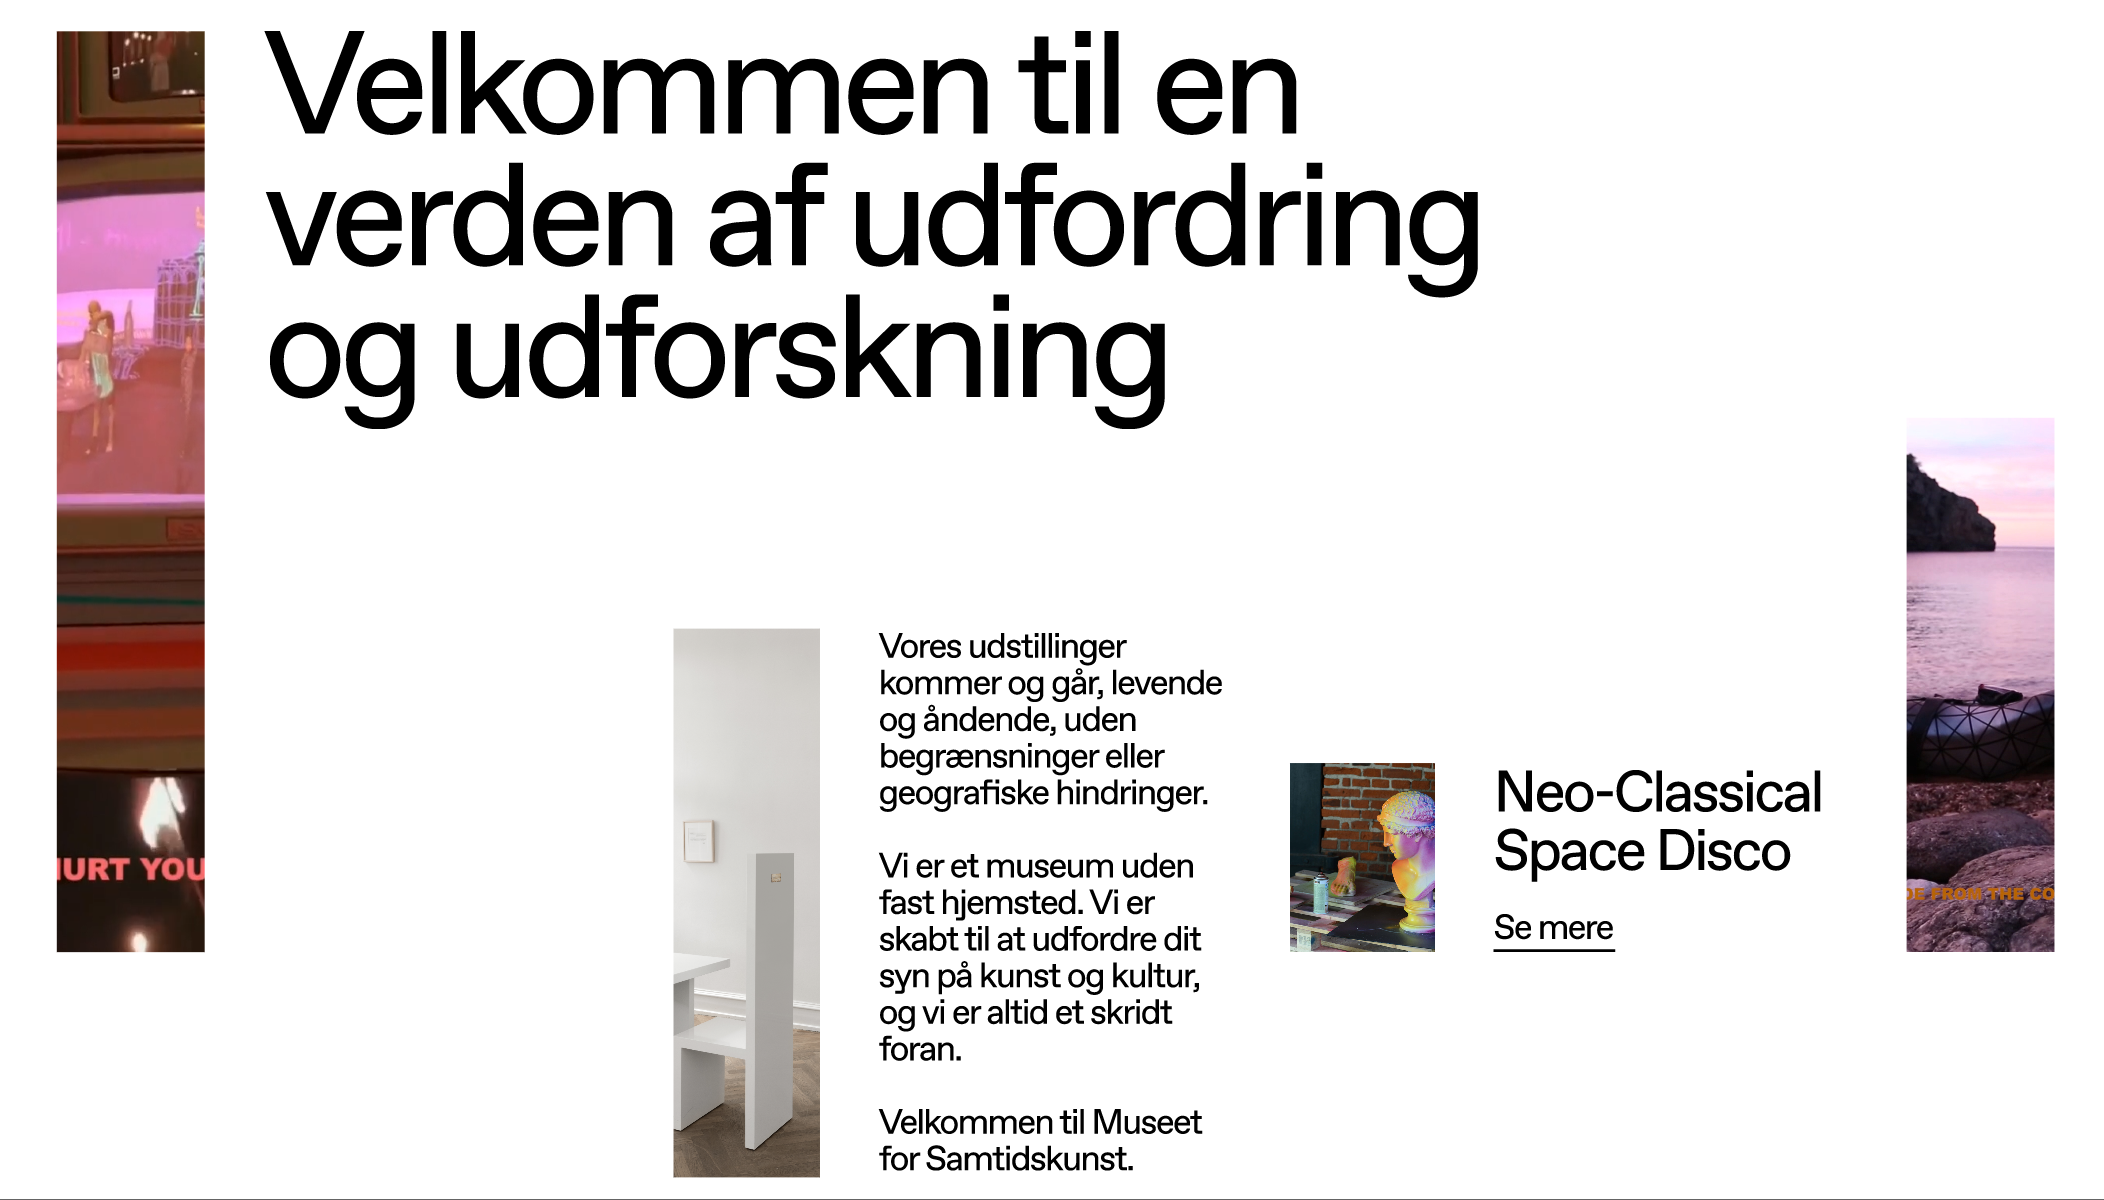 Velkommen til en
verden af udfordring
og udforskning
Vores udstillinger
kommer og går, levende
og åndende, uden
begrænsninger eller
geografiske hindringer.
Vi er et museum uden
fast hjemsted. Vi er
skabt til at udfordre dit
syn på kunst og kultur,
og vi er altid et skridt
foran.
Velkommen til Museet
for Samtidskunst.
Neo-Classical
Space Disco
Se mere
YOU
FROM THE